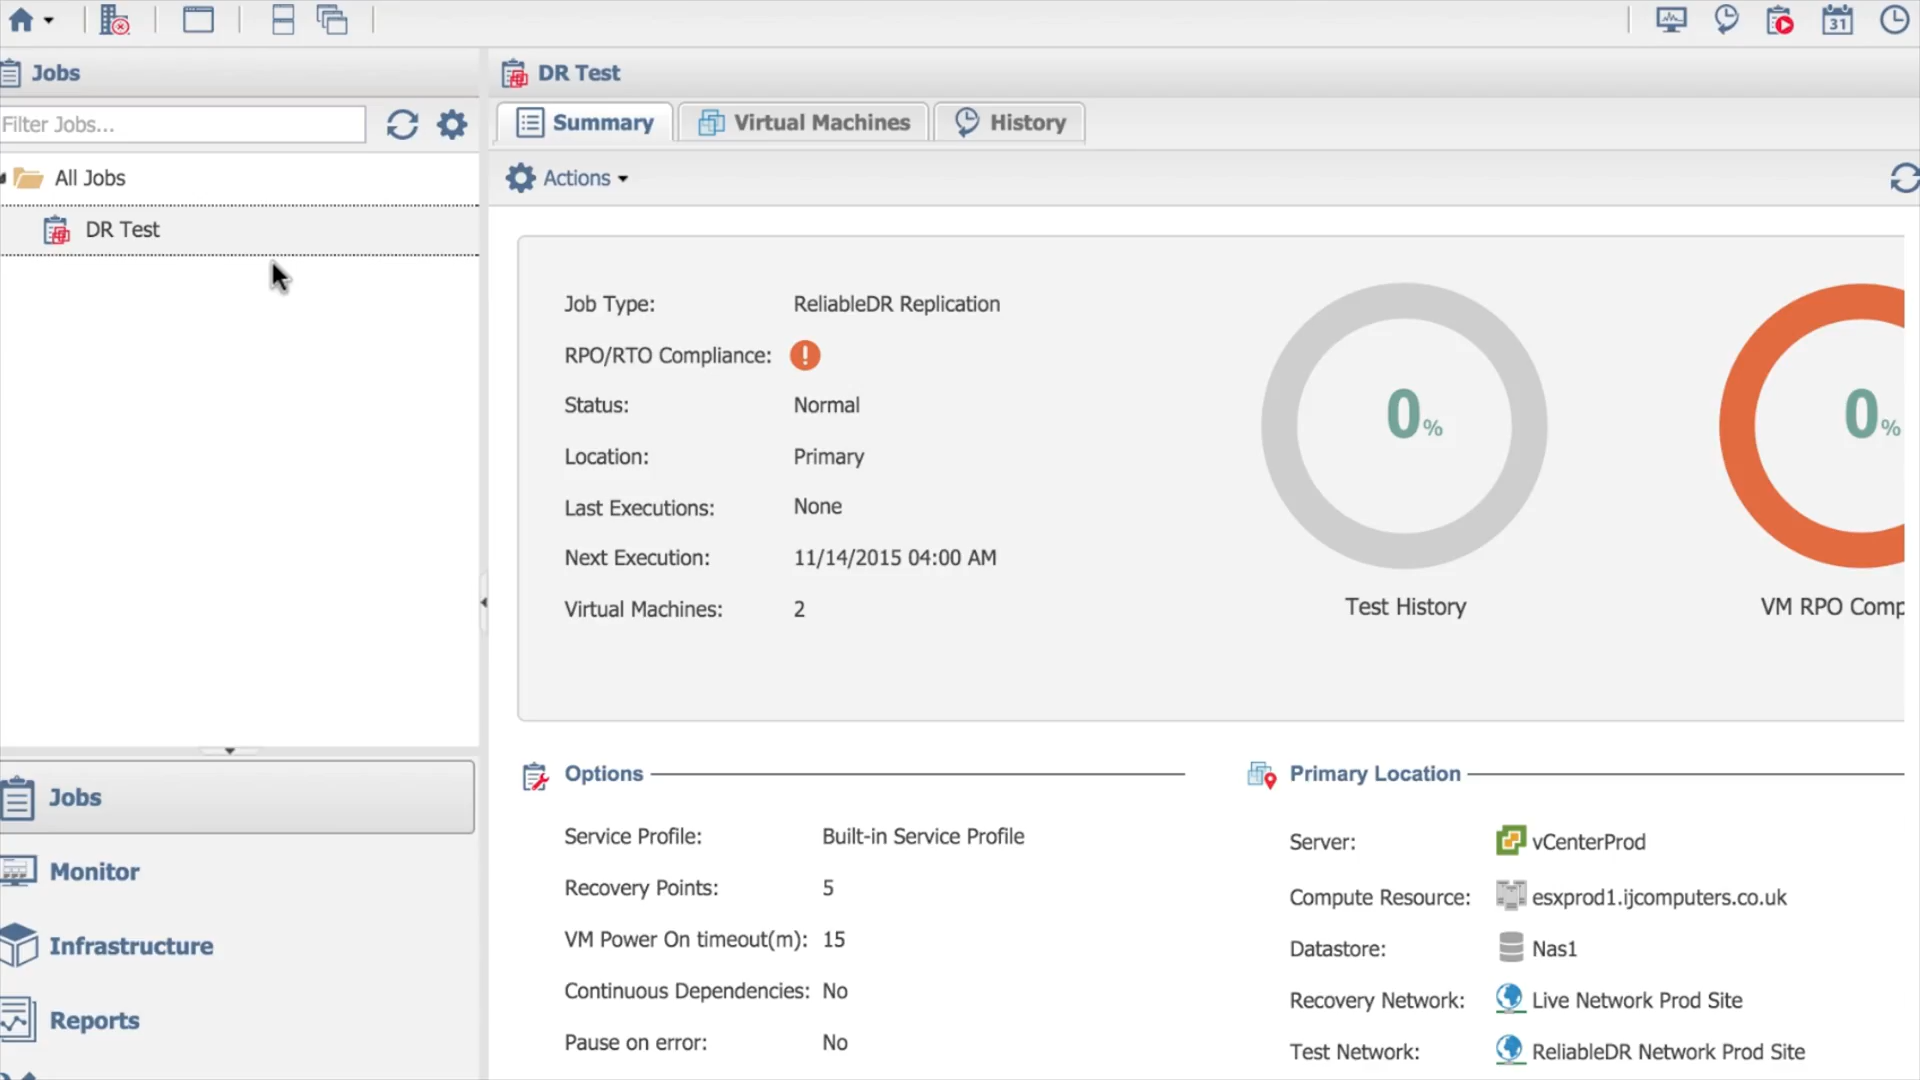 31
Jobs
DR Test
Filter Jobs...
Summary
Virtual Machines
History
All Jobs
Actions
DR Test
Job Type: ReliableDR Replication
RPO/RTO Compliance: !
Status: Normal
Location: Primary
Last Executions: None
Next Execution: 11/14/2015 04:00 AM
Virtual Machines: 2
0%
Test History
0%
VM RPO Comp
Jobs
Monitor
Infrastructure
Reports
Options
Service Profile: Built-in Service Profile
Recovery Points: 5
VM Power On timeout(m): 15
Continuous Dependencies: No
Pause on error: No
Primary Location
Server: vCenterProd
Compute Resource: esxprod1.ijcomputers.co.uk
Datastore: Nas1
Recovery Network: Live Network Prod Site
Test Network: ReliableDR Network Prod Site